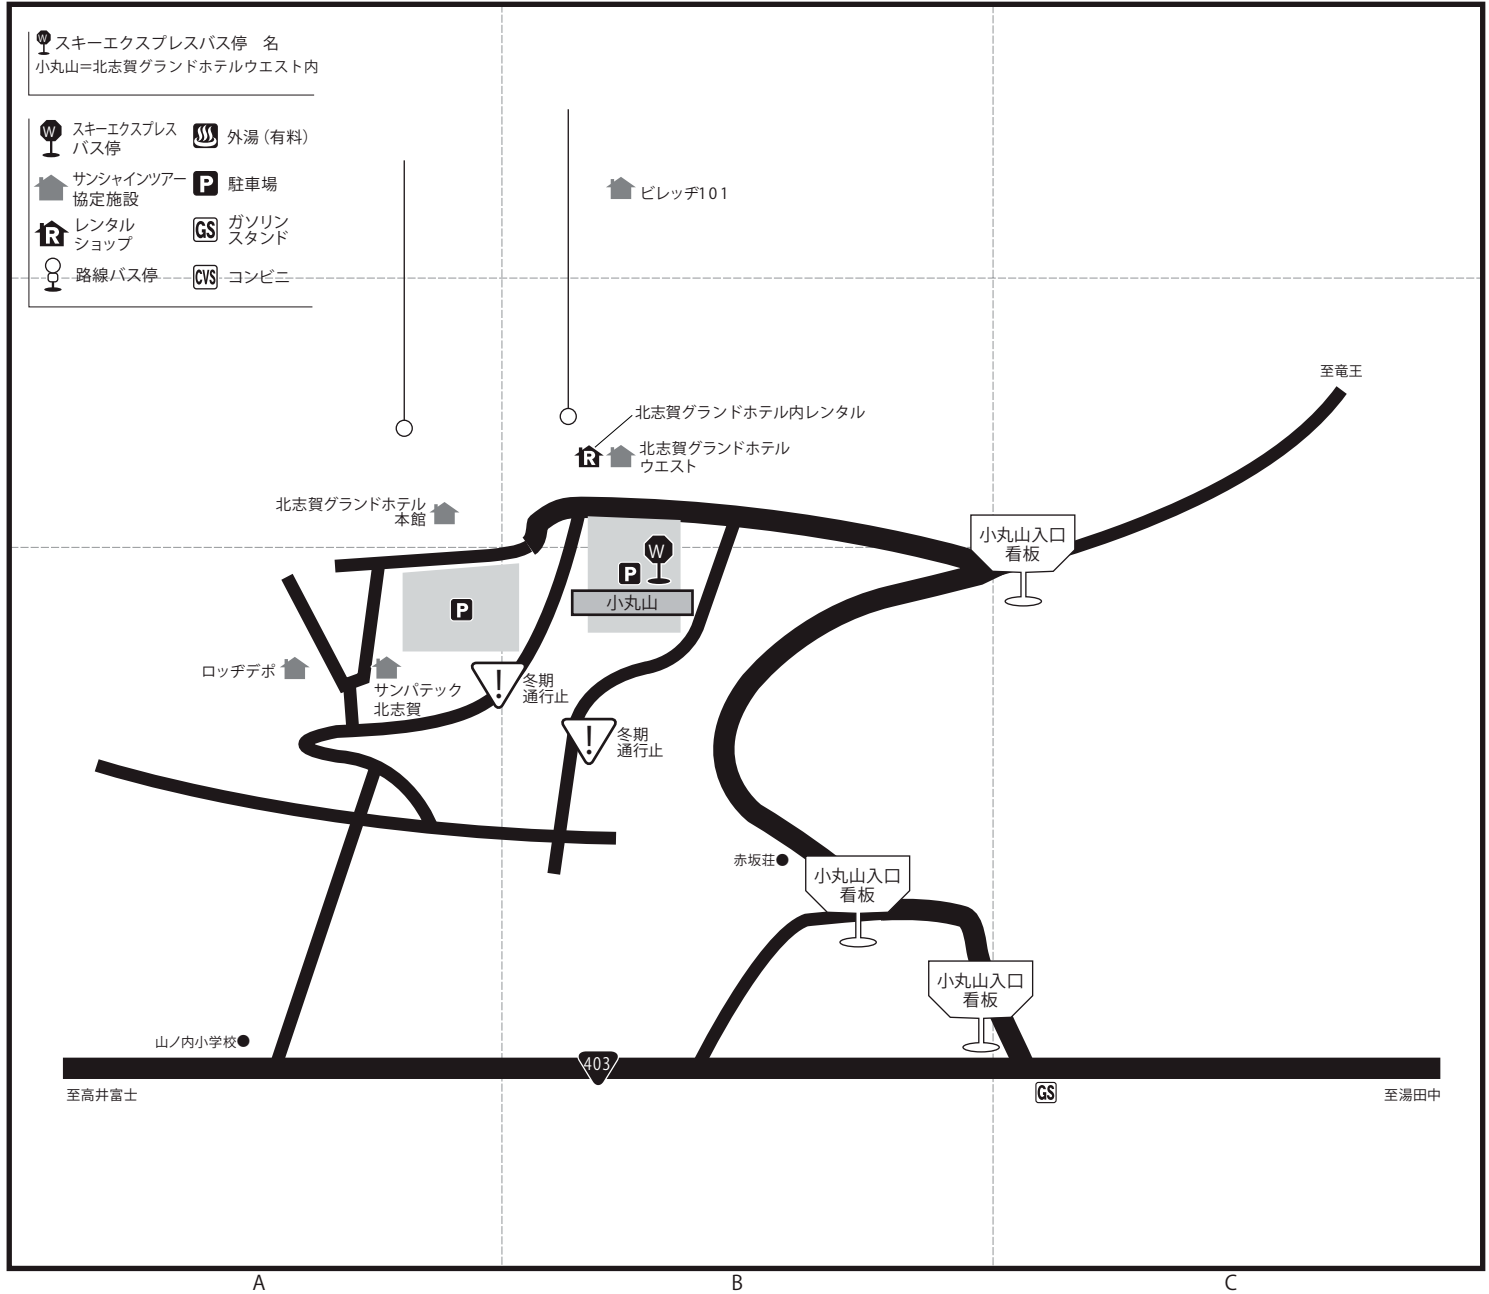 W スキーエクスプレスバス停　名
小丸山＝北志賀グランドホテルウエスト内
W
スキーエクスプレス
バス停
外湯（有料）
サンシャインツアー
協定施設
P 駐車場
R
レンタル
ショップ
GS
ガソリン
スタンド
路線バス停
CVS コンビニ
ビレッヂ101
至竜王
北志賀グランドホテル内レンタル
R
北志賀グランドホテル
ウエスト
北志賀グランドホテル
本館
小丸山入口
看板
W
P
小丸山
P
ロッヂデポ
サンパテック
北志賀
!
冬期
通行止
!
冬期
通行止
赤坂荘
小丸山入口
看板
小丸山入口
看板
山ノ内小学校
403
至高井富士
GS
至湯田中
A
B
C